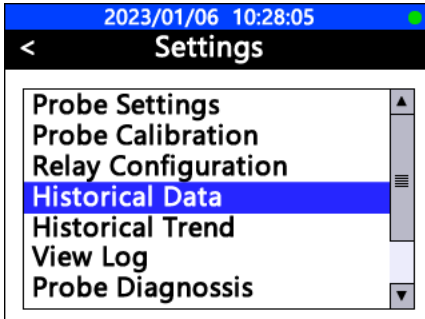 2023/01/06 10:28:05
< Settings
Probe Settings
Probe Calibration
Relay Configuration
Historical Data
Historical Trend
View Log
Probe Diagnossis